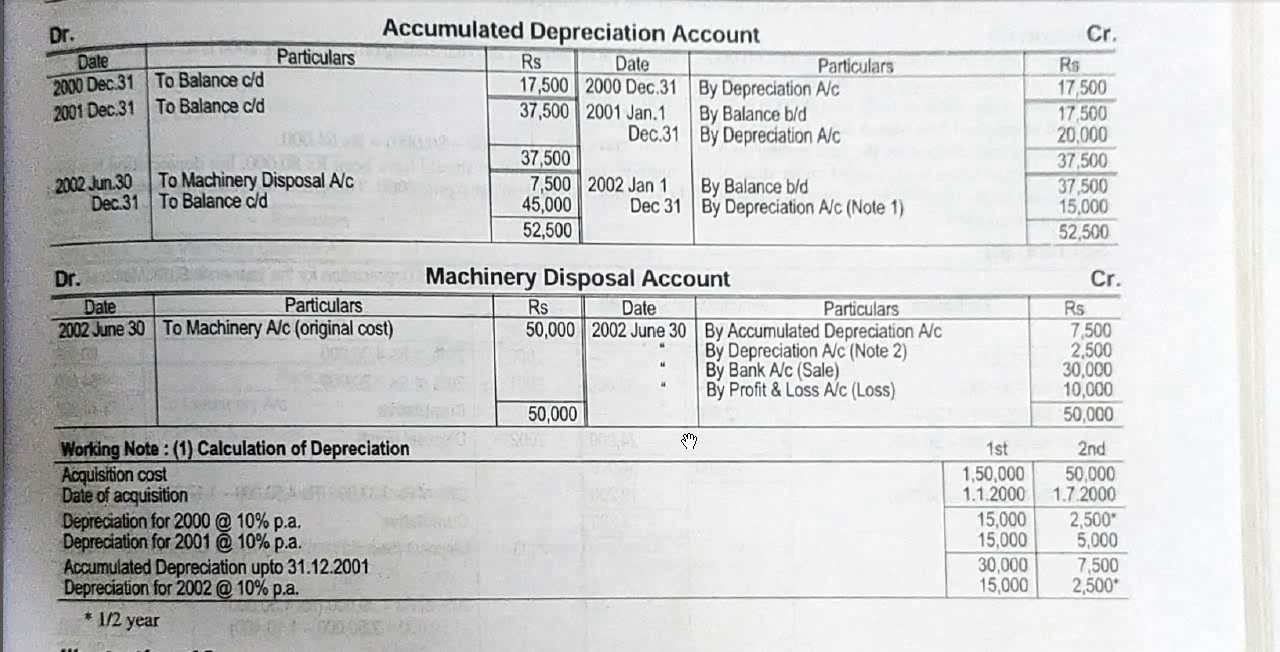 Dr. Accumulated Depreciation Account Cr.
Date Particulars Rs Date Particulars Rs
2000 Dec.31 To Balance c/d 17,500 2000 Dec.31 By Depreciation A/c 17,500
2001 Dec.31 To Balance c/d 37,500 2001 Jan.1 By Balance b/d 17,500
Dec.31 By Depreciation A/c 20,000
37,500 37,500
2002 Jun.30 To Machinery Disposal A/c 7,500 2002 Jan 1 By Balance b/d 37,500
Dec.31 To Balance c/d 45,000 Dec 31 By Depreciation A/c (Note 1) 15,000
52,500 52,500
Dr. Machinery Disposal Account Cr.
Date Particulars Rs Date Particulars Rs
2002 June 30 To Machinery A/c (original cost) 50,000 2002 June 30 By Accumulated Depreciation A/c 7,500
" By Depreciation A/c (Note 2) 2,500
" By Bank A/c (Sale) 30,000
" By Profit & Loss A/c (Loss) 10,000
50,000 50,000
Working Note : (1) Calculation of Depreciation 1st 2nd
Acquisition cost 1,50,000 50,000
Date of acquisition 1.1.2000 1.7.2000
Depreciation for 2000 @ 10% p.a. 15,000 2,500*
Depreciation for 2001 @ 10% p.a. 15,000 5,000
Accumulated Depreciation upto 31.12.2001 30,000 7,500
Depreciation for 2002 @ 10% p.a. 15,000 2,500*
* 1/2 year